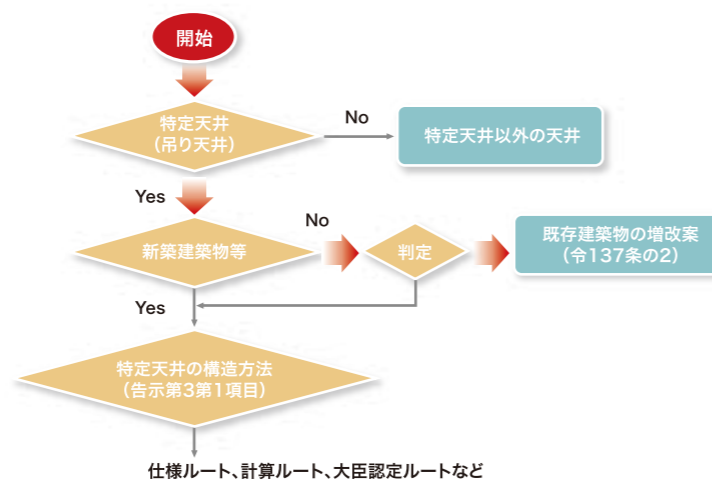 開始
特定天井
(吊り天井)
No
特定天井以外の天井
Yes
新築建築物等
No
判定
既存建築物の増改案
(令137条の2)
Yes
特定天井の構造方法
(告示第3第1項目)
仕様ルート、計算ルート、大臣認定ルートなど